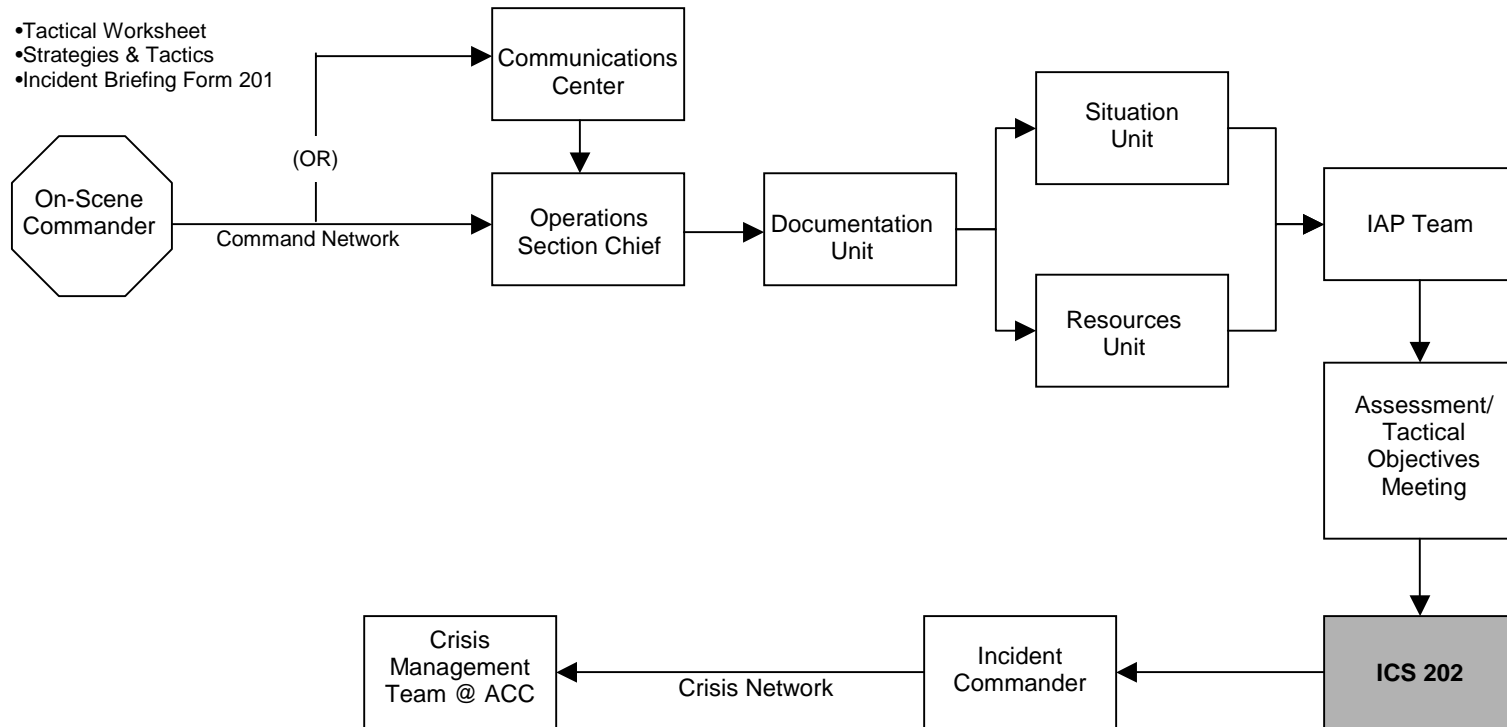 •Tactical Worksheet
•Strategies & Tactics
•Incident Briefing Form 201
On-Scene
Commander
(OR)
Command Network
Communications
Center
Operations
Section Chief
Documentation
Unit
Situation
Unit
Resources
Unit
IAP Team
Assessment/
Tactical
Objectives
Meeting
ICS 202
Incident
Commander
Crisis Network
Crisis
Management
Team @ ACC